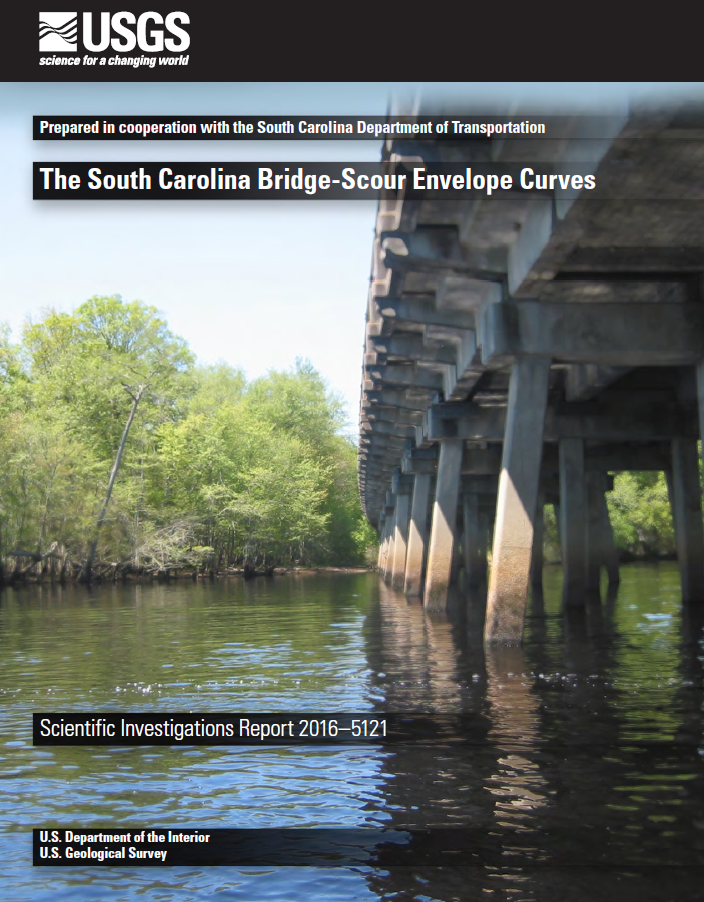 USGS
science for a changing world
Prepared in cooperation with the South Carolina Department of Transportation
The South Carolina Bridge-Scour Envelope Curves
Scientific Investigations Report 2016–5121
U.S. Department of the Interior
U.S. Geological Survey